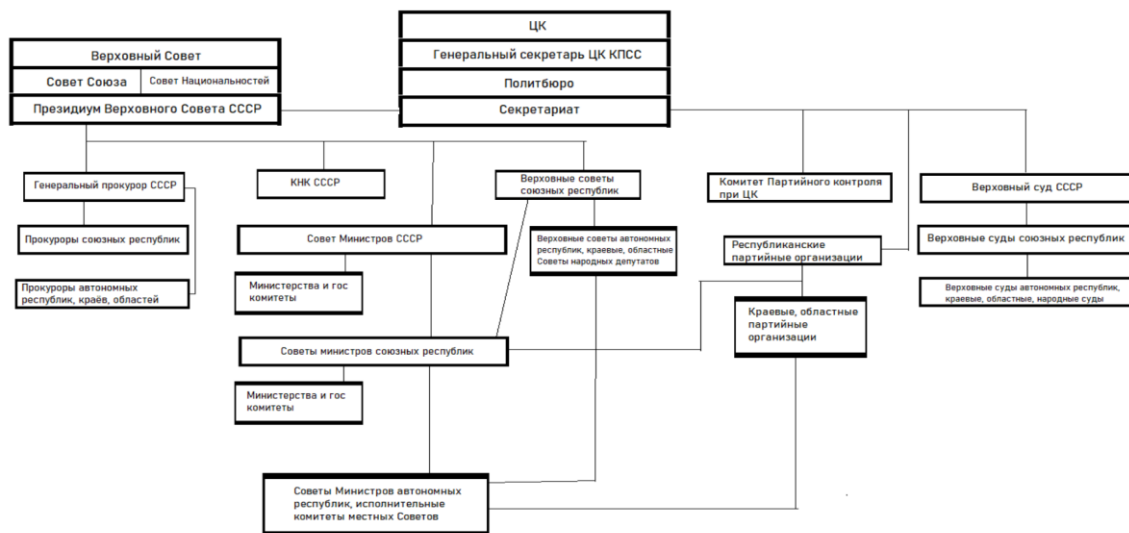 ЦК
Генеральный секретарь ЦК КПСС
Политбюро
Секретариат
Верховный Совет
Совет Союза
Совет Национальностей
Президиум Верховного Совета СССР
Генеральный прокурор СССР
КНК СССР
Верховные советы
союзных республик
Комитет Партийного контроля
при ЦК
Верховный суд СССР
Прокуроры союзных республик
Совет Министров СССР
Верховные советы автономных
республик, краевые, областные
Советы народных депутатов
Республиканские
партийные организации
Верховные суды союзных республик
Прокуроры автономных
республик, краёв, областей
Министерства и гос
комитеты
Верховные суды автономных республик,
краевые, областные, народные суды
Краевые, областные
партийные
организации
Советы министров союзных республик
Министерства и гос
комитеты
Советы Министров автономных
республик, исполнительные
комитеты местных Советов